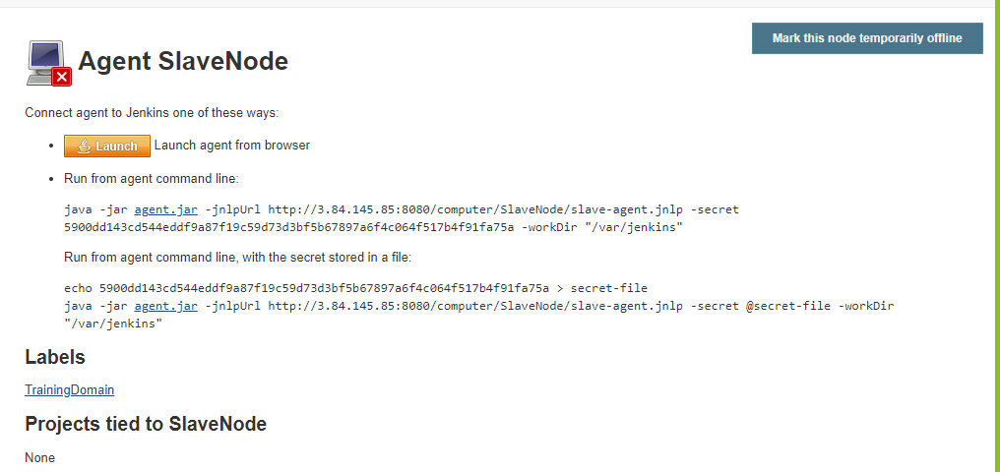 Mark this node temporarily offline
Agent SlaveNode
Connect agent to Jenkins one of these ways:
Launch Launch agent from browser
Run from agent command line:
java -jar agent.jar -jnlpUrl http://3.84.145.85:8080/computer/SlaveNode/slave-agent.jnlp -secret
5900dd143cd544eddf9a87f19c59d73d3bf5b67897a6f4c064f517b4f91fa75a -workDir "/var/jenkins"
Run from agent command line, with the secret stored in a file:
echo 5900dd143cd544eddf9a87f19c59d73d3bf5b67897a6f4c064f517b4f91fa75a > secret-file
java -jar agent.jar -jnlpUrl http://3.84.145.85:8080/computer/SlaveNode/slave-agent.jnlp -secret @secret-file -workDir
"/var/jenkins"
Labels
TrainingDomain
Projects tied to SlaveNode
None